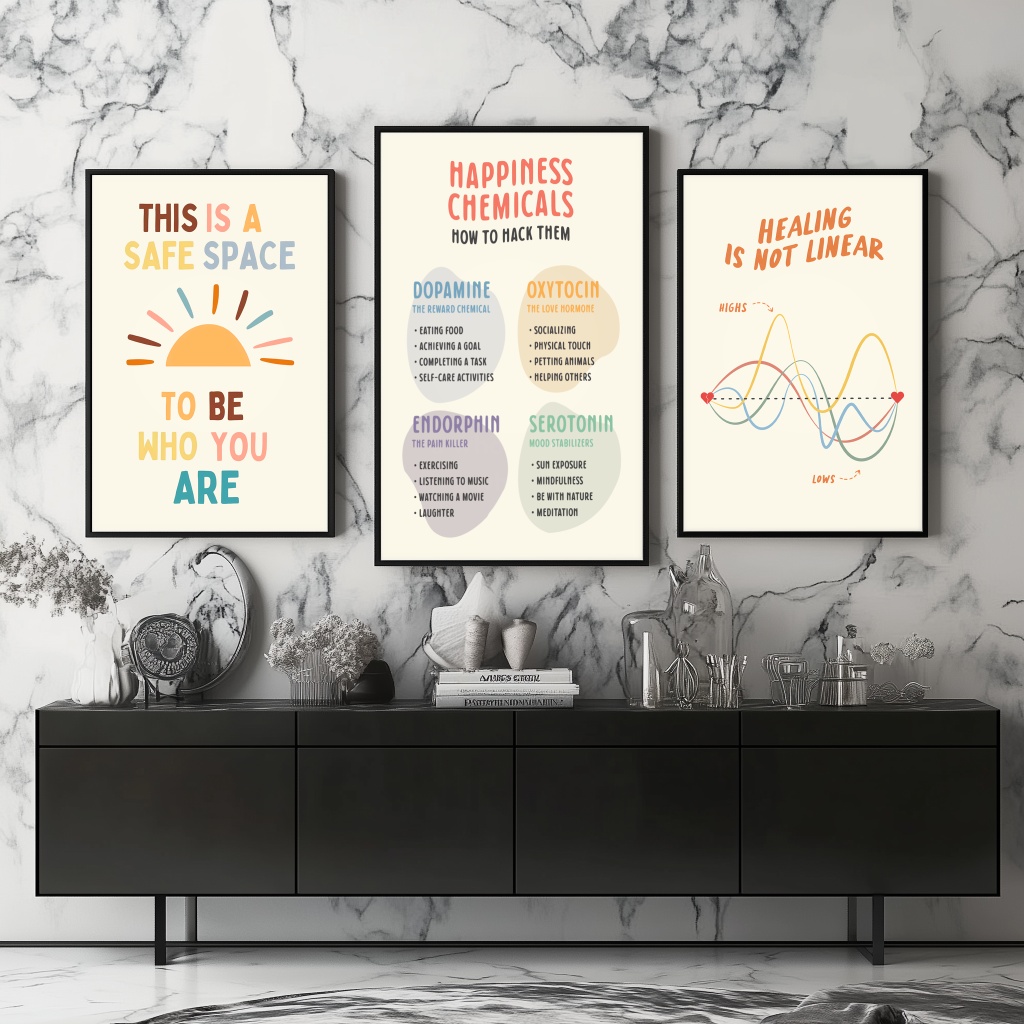 THIS IS A
SAFE SPACE
TO BE
WHO YOU
ARE
HAPPINESS
CHEMICALS
HOW TO HACK THEM
DOPAMINE
THE REWARD CHEMICAL
• EATING FOOD
• ACHIEVING A GOAL
• COMPLETING A TASK
• SELF-CARE ACTIVITIES
OXYTOCIN
THE LOVE HORMONE
• SOCIALIZING
• PHYSICAL TOUCH
• PETTING ANIMALS
• HELPING OTHERS
ENDORPHIN
THE PAIN KILLER
• EXERCISING
• LISTENING TO MUSIC
• WATCHING A MOVIE
• LAUGHTER
SEROTONIN
MOOD STABILIZERS
• SUN EXPOSURE
• MINDFULNESS
• BE WITH NATURE
• MEDITATION
HEALING
IS NOT LINEAR
HIGHS
LOWS